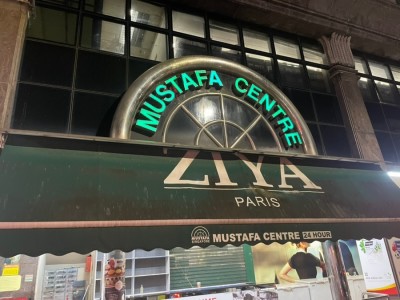 MUSTAFA CENTRE
ZIYA
PARIS
MUSTAFA CENTRE 24 HOUR